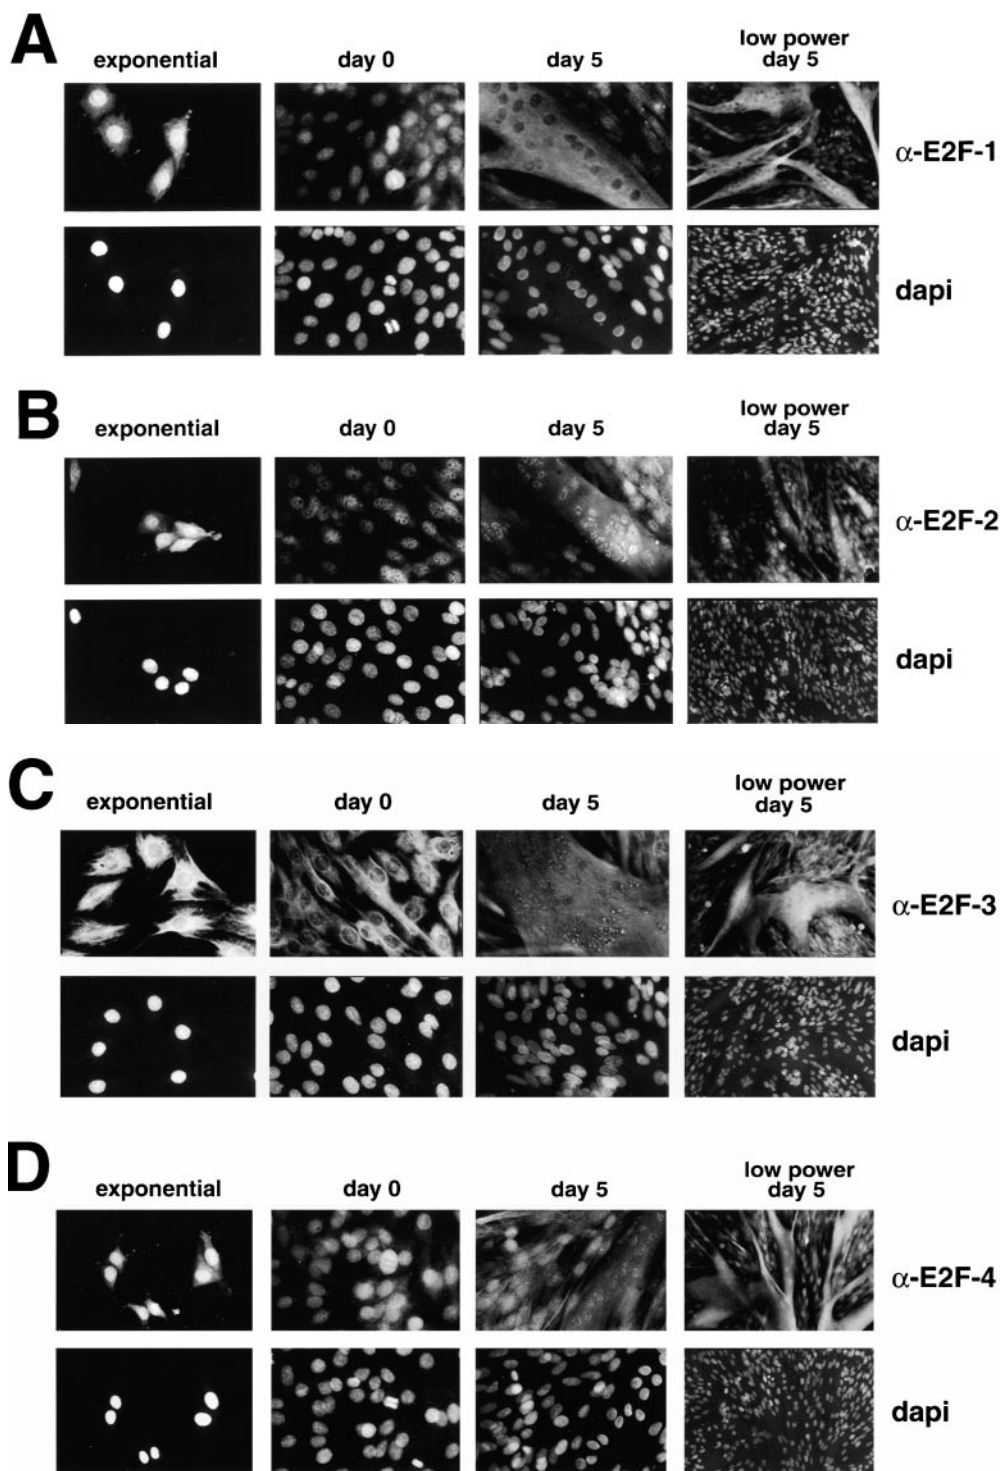 A
exponential
day 0
day 5
low power
day 5
α-E2F-1
dapi
B
exponential
day 0
day 5
low power
day 5
α-E2F-2
dapi
C
exponential
day 0
day 5
low power
day 5
α-E2F-3
dapi
D
exponential
day 0
day 5
low power
day 5
α-E2F-4
dapi